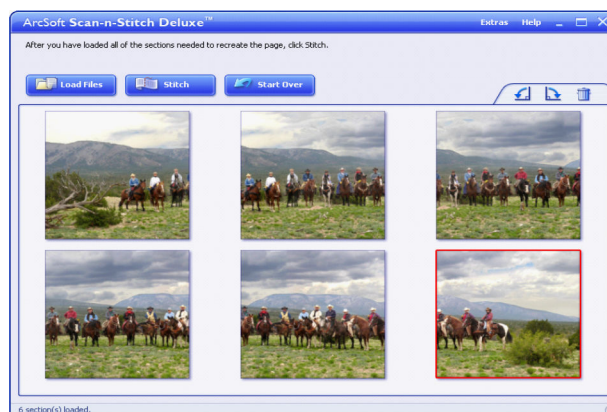 ArcSoft Scan-n-Stitch Deluxe™ Extras Help
After you have loaded all of the sections needed to recreate the page, click Stitch.
Load Files Stitch Start Over
6 section(s) loaded.